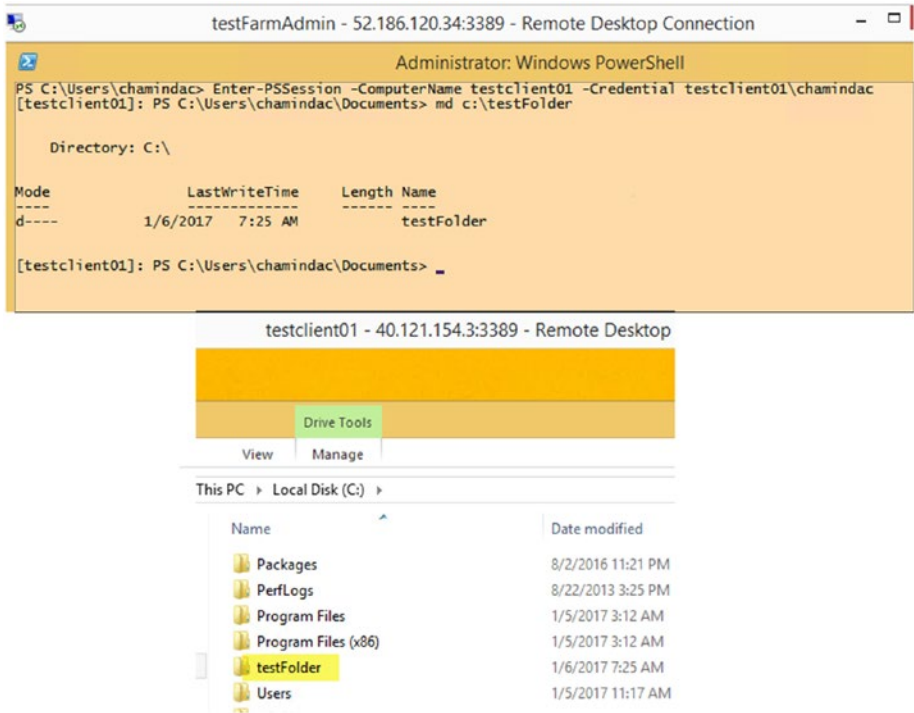 testFarmAdmin - 52.186.120.34:3389 - Remote Desktop Connection
Administrator: Windows PowerShell
PS C:\Users\chamindac> Enter-PSSession -ComputerName testclient01 -Credential testclient01\chamindac
[testclient01]: PS C:\Users\chamindac\Documents> md c:\testFolder
Directory: C:\
Mode LastWriteTime Length Name
---- ------------- ------ ----
d---- 1/6/2017 7:25 AM testFolder
[testclient01]: PS C:\Users\chamindac\Documents> _
testclient01 - 40.121.154.3:3389 - Remote Desktop
Drive Tools
View Manage
This PC Local Disk (C:)
Name Date modified
Packages 8/2/2016 11:21 PM
PerfLogs 8/22/2013 3:25 PM
Program Files 1/5/2017 3:12 AM
Program Files (x86) 1/5/2017 3:12 AM
testFolder 1/6/2017 7:25 AM
Users 1/5/2017 11:17 AM